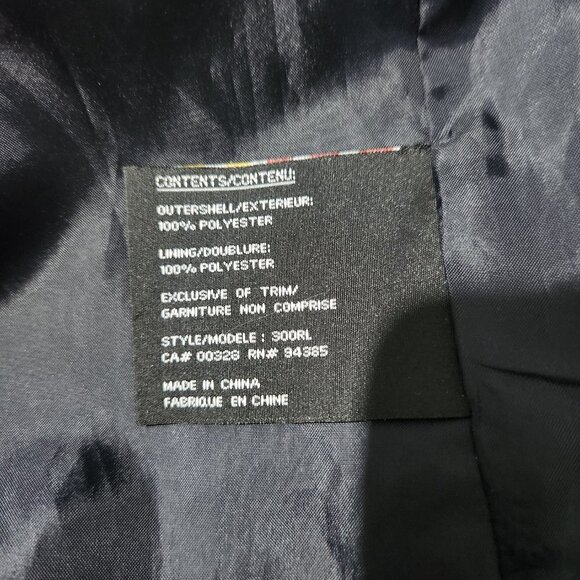 CONTENTS/CONTENU:
OUTERSHELL/EXTERIEUR:
100% POLYESTER
LINING/DOUBLURE:
100% POLYESTER
EXCLUSIVE OF TRIM/
GARNITURE NON COMPRISE
STYLE/MODELE : 300RL
CA# 00328 RN# 94385
MADE IN CHINA
FABRIQUE EN CHINE